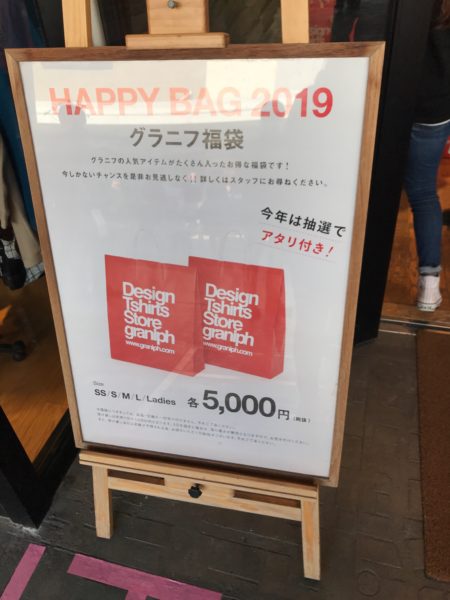 HAPPY BAG 2019
グラニフ福袋
グラニフの人気アイテムがたくさん入ったお得な福袋です！
今しかないチャンスを是非お見逃しなく!! 詳しくはスタッフにお尋ねください。
今年は抽選で
アタリ付き！
Design
Tshirts
Store
graniph
www.graniph.com
Design
Tshirts
Store
graniph
www.graniph.com
Size
SS/S/M/L/Ladies 各5,000円(税抜)